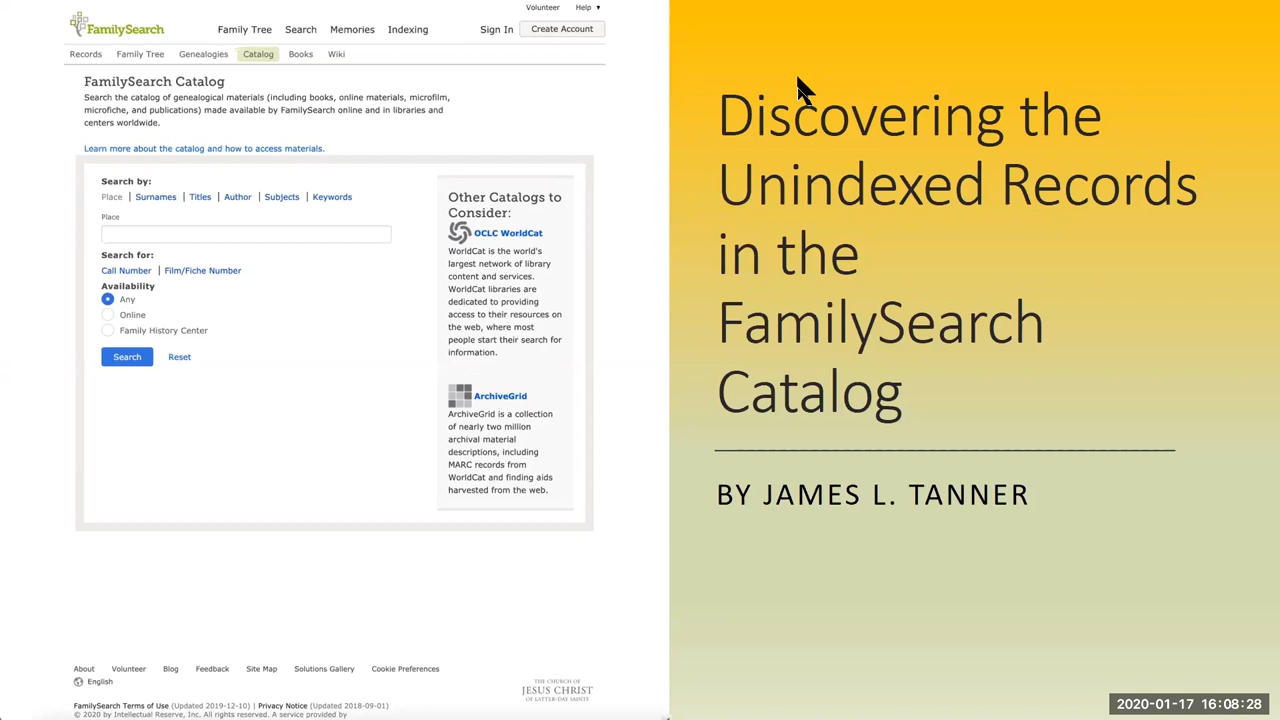 Volunteer Help ▼
FamilySearch
Family Tree Search Memories Indexing Sign In Create Account
Records Family Tree Genealogies Catalog Books Wiki
FamilySearch Catalog
Search the catalog of genealogical materials (including books, online materials, microfilm,
microfiche, and publications) made available by FamilySearch online and in libraries and
centers worldwide.
Learn more about the catalog and how to access materials.
Search by:
Place | Surnames | Titles | Author | Subjects | Keywords
Place
Search for:
Call Number | Film/Fiche Number
Availability
Any
Online
Family History Center
Search Reset
Other Catalogs to
Consider:
OCLC WorldCat
WorldCat is the world's
largest network of library
content and services.
WorldCat libraries are
dedicated to providing
access to their resources on
the web, where most
people start their search for
information.
ArchiveGrid
ArchiveGrid is a collection
of nearly two million
archival material
descriptions, including
MARC records from
WorldCat and finding aids
harvested from the web.
About Volunteer Blog Feedback Site Map Solutions Gallery Cookie Preferences
English
THE CHURCH OF
JESUS CHRIST
OF LATTER-DAY SAINTS
FamilySearch Terms of Use (Updated 2019-12-10) | Privacy Notice (Updated 2018-09-01)
© 2020 by Intellectual Reserve, Inc. All rights reserved. A service provided by
Discovering the
Unindexed Records
in the
FamilySearch
Catalog
BY JAMES L. TANNER
2020-01-17 16:08:28